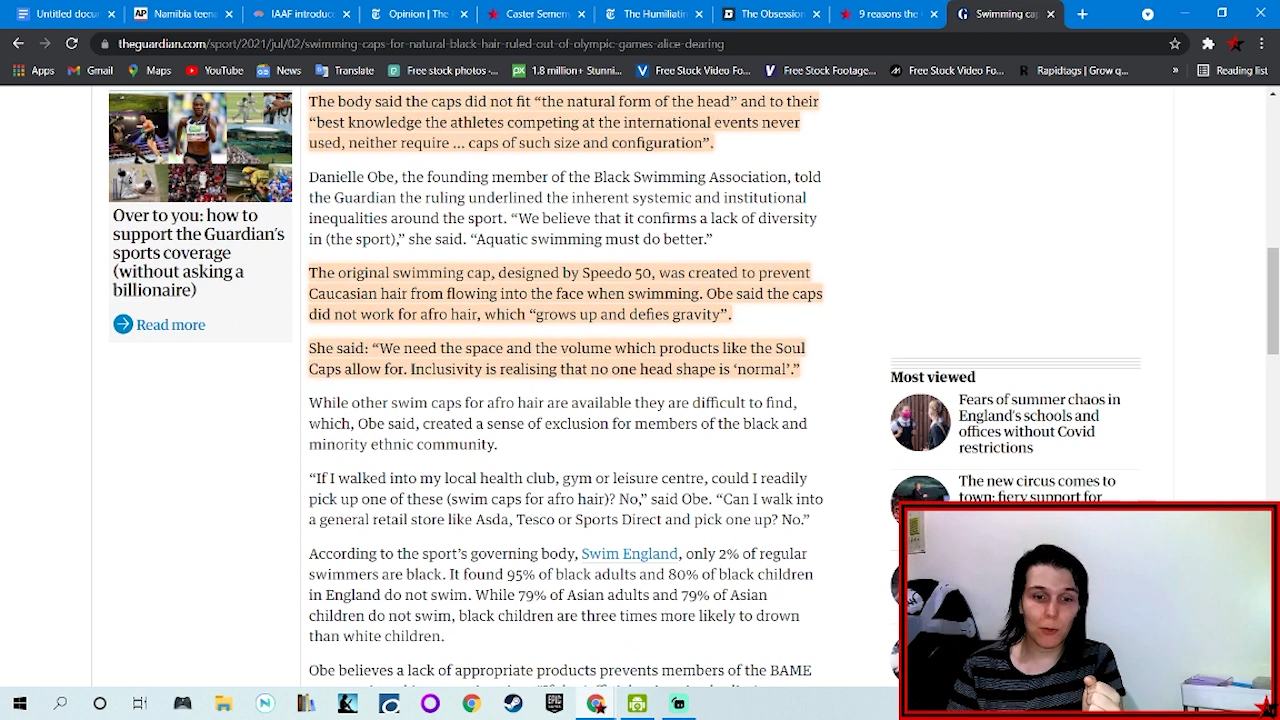 Untitled docum
Namibia teena
IAAF introduc
Opinion | The
Caster Semeny
The Humiliatin
The Obsession
9 reasons the
Swimming cap
theguardian.com/sport/2021/jul/02/swimming-caps-for-natural-black-hair-ruled-out-of-olympic-games-alice-dearing
Apps
Gmail
Maps
YouTube
News
Translate
Free stock photos -...
1.8 million+ Stunni...
Free Stock Video Fo...
Free Stock Footage...
Free Stock Video Fo...
Rapidtags | Grow q...
»
Reading list
The body said the caps did not fit “the natural form of the head” and to their
“best knowledge the athletes competing at the international events never
used, neither require ... caps of such size and configuration”.
Danielle Obe, the founding member of the Black Swimming Association, told
the Guardian the ruling underlined the inherent systemic and institutional
inequalities around the sport. “We believe that it confirms a lack of diversity
in (the sport),” she said. “Aquatic swimming must do better.”
The original swimming cap, designed by Speedo 50, was created to prevent
Caucasian hair from flowing into the face when swimming. Obe said the caps
did not work for afro hair, which “grows up and defies gravity”.
She said: “We need the space and the volume which products like the Soul
Caps allow for. Inclusivity is realising that no one head shape is ‘normal’.”
While other swim caps for afro hair are available they are difficult to find,
which, Obe said, created a sense of exclusion for members of the black and
minority ethnic community.
“If I walked into my local health club, gym or leisure centre, could I readily
pick up one of these (swim caps for afro hair)? No,” said Obe. “Can I walk into
a general retail store like Asda, Tesco or Sports Direct and pick one up? No.”
According to the sport’s governing body, Swim England, only 2% of regular
swimmers are black. It found 95% of black adults and 80% of black children
in England do not swim. While 79% of Asian adults and 79% of Asian
children do not swim, black children are three times more likely to drown
than white children.
Obe believes a lack of appropriate products prevents members of the BAME
Over to you: how to
support the Guardian’s
sports coverage
(without asking a
billionaire)
Read more
Most viewed
Fears of summer chaos in
England’s schools and
offices without Covid
restrictions
The new circus comes to
town: fiery support for